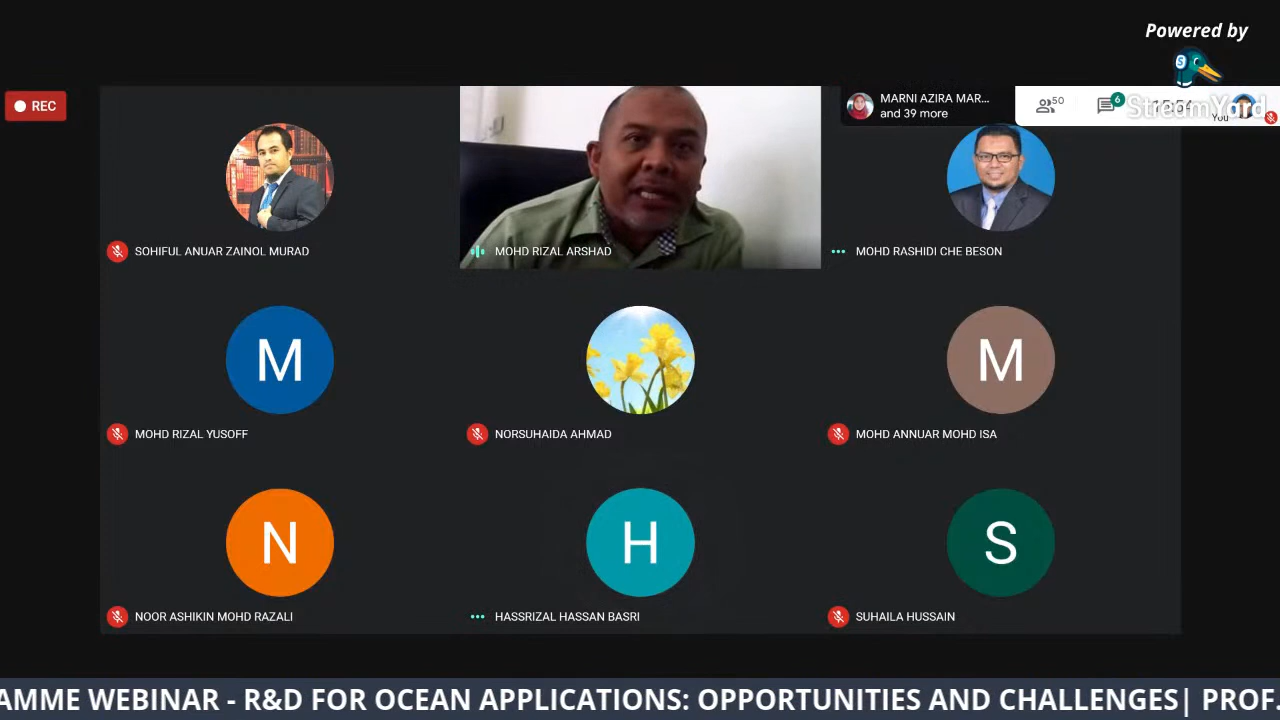 Powered by
StreamYard
REC
MARNI AZIRA MAR...
and 39 more
50
6
You
SOHIFUL ANUAR ZAINOL MURAD
MOHD RIZAL ARSHAD
MOHD RASHIDI CHE BESON
M
M
MOHD RIZAL YUSOFF
NORSUHAIDA AHMAD
MOHD ANNUAR MOHD ISA
N
H
S
NOOR ASHIKIN MOHD RAZALI
HASSRIZAL HASSAN BASRI
SUHAILA HUSSAIN
AMME WEBINAR - R&D FOR OCEAN APPLICATIONS: OPPORTUNITIES AND CHALLENGES| PROF.